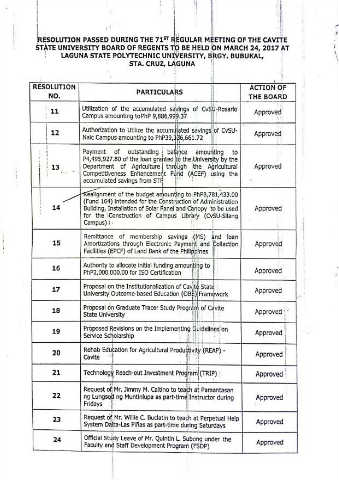 RESOLUTION PASSED DURING THE 71ST REGULAR MEETING OF THE CAVITE
STATE UNIVERSITY BOARD OF REGENTS TO BE HELD ON MARCH 24, 2017 AT
LAGUNA STATE POLYTECHNIC UNIVERSITY, BRGY. BUBUKAL,
STA. CRUZ, LAGUNA
RESOLUTION NO. PARTICULARS ACTION OF THE BOARD
11 Utilization of the accumulated savings of CvSU-Rosario Approved
Campus amounting to PhP 9,886,999.37
12 Authorization to Utilize the accumulated savings of CvSU- Approved
Naic Campus amounting to PhP
13 Payment of outstanding balance amounting to Approved
P4,495,927.80 of the loan granted to the University by the
Department of Agriculture through the Agricultural
Competitiveness Enhancement Fund (ACEF) using the
accumulated savings from STF
14 Realignment of the budget amounting to PhP3,781,433.00 Approved
(Fund 164) intended for the Construction of Administration
Building, Installation of Solar Panel and Canopy to be used
for the Construction of Campus Library (CvSU-Silang
Campus)
15 Remittance of membership savings (MS) and loan Approved
Amortizations through Electronic Payment and Collection
Facilities (EPCF) of Land Bank of the Philippines
16 Authority to allocate initial funding amounting to Approved
PhP2,000,000.00 for ISO Certification
17 Proposal on the Institutionalization of Cavite State Approved
University Outcome-based Education (OBE) Framework
18 Proposal on Graduate Tracer Study Program of Cavite Approved
State University
19 Proposed Revisions on the Implementing Guidelines on Approved
Service Scholarship
20 Rehab Education for Agricultural Productivity (REAP) - Approved
Cavite
21 Technology Reach-out Investment Program (TRIP) Approved
22 Request of Mr. Jimmy M. Caltino to teach at Pamantasan Approved
ng Lungsod ng Muntinlupa as part-time Instructor during
Fridays
23 Request of Mr. Willie C. Buclatin to teach at Perpetual Help Approved
System Dalta-Las Piñas as part-time during Saturdays
24 Official Study Leave of Mr. Quintin L. Subong under the Approved
Faculty and Staff Development Program (FSDP)